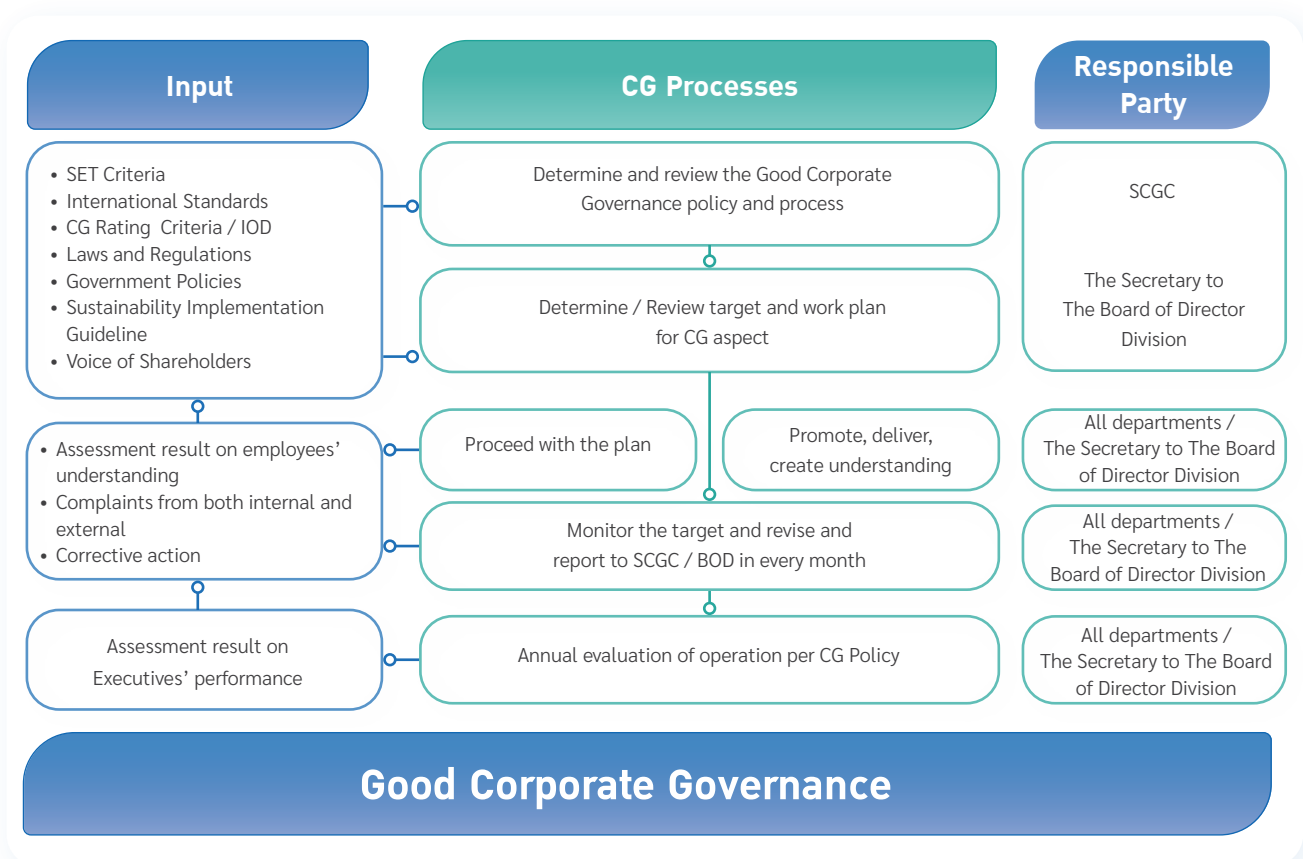 Input
CG Processes
Responsible
Party
• SET Criteria
• International Standards
• CG Rating Criteria / IOD
• Laws and Regulations
• Government Policies
• Sustainability Implementation
Guideline
• Voice of Shareholders
Determine and review the Good Corporate
Governance policy and process
SCGC
Determine / Review target and work plan
for CG aspect
The Secretary to
The Board of Director
Division
• Assessment result on employees’
understanding
• Complaints from both internal and
external
• Corrective action
Proceed with the plan
Promote, deliver,
create understanding
All departments /
The Secretary to The Board
of Director Division
Monitor the target and revise and
report to SCGC / BOD in every month
All departments /
The Secretary to The
Board of Director Division
Assessment result on
Executives’ performance
Annual evaluation of operation per CG Policy
All departments /
The Secretary to The Board
of Director Division
Good Corporate Governance